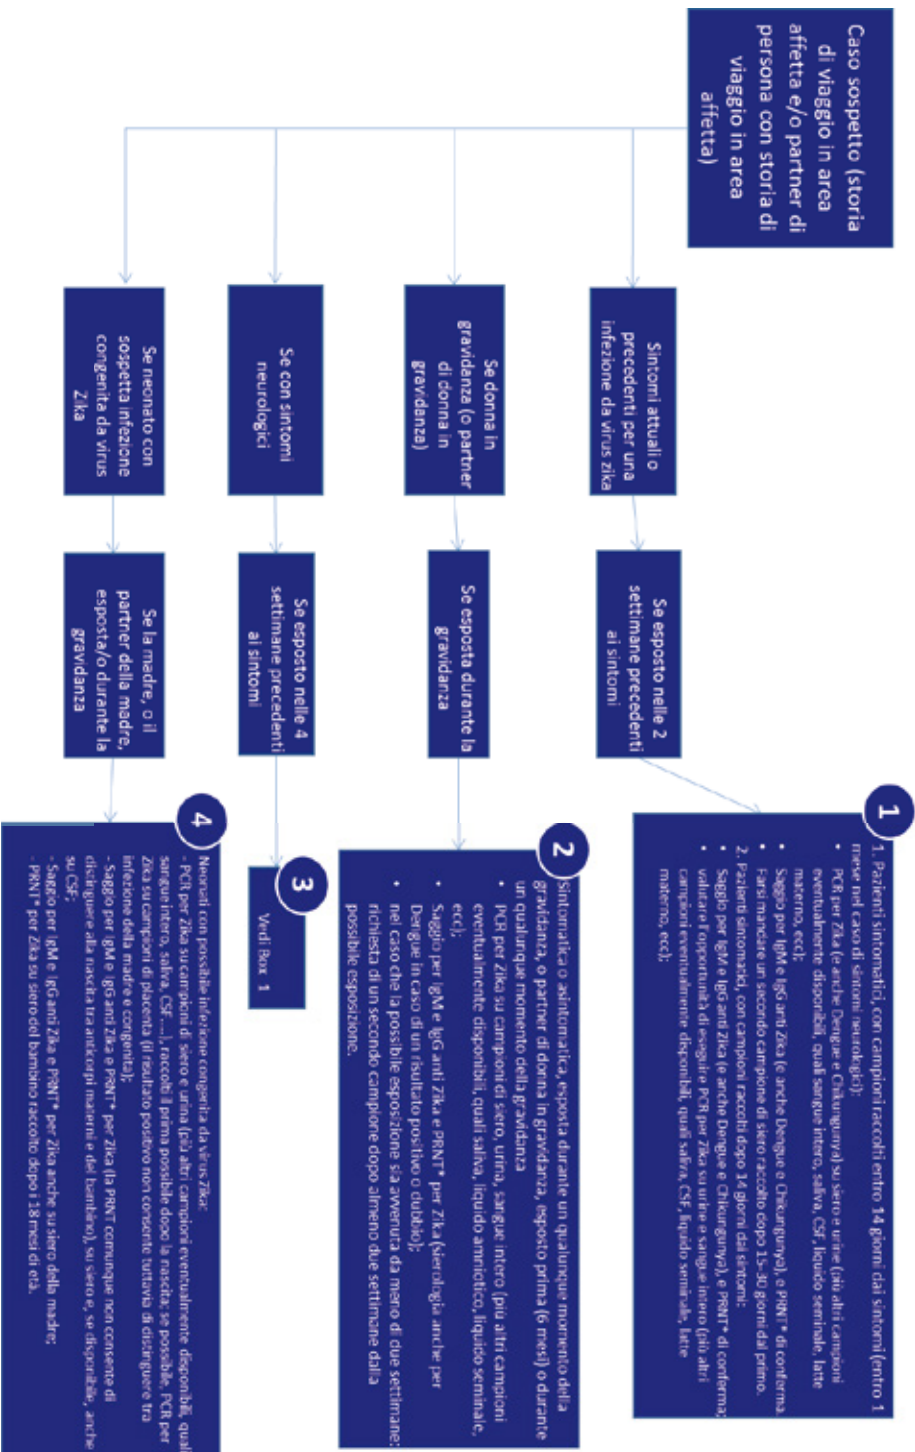 Caso sospetto (storia
di viaggio in area
affetta e/o partner di
persona con storia di
viaggio in area
affetta)
Sintomi attuali o
precedenti per una
infezione da virus zika
Se esposto nelle 2
settimane precedenti
ai sintomi
1
1. Pazienti sintomatici, con campioni raccolti entro 14 giorni dai sintomi (entro 1
mese nel caso di sintomi neurologici):
• PCR per Zika (e anche Dengue e Chikungunya) su siero e urine (più altri campioni
eventualmente disponibili, quali sangue intero, saliva, CSF, liquido seminale, latte
materno, ecc);
• Saggio per IgM e IgG anti Zika (e anche Dengue e Chikungunya), e PRNT* di conferma.
• Farsi mancare un secondo campione di siero raccolto dopo 15-30 giorni dal primo.
2. Pazienti sintomatici, con campioni raccolti dopo 14 giorni dai sintomi:
• Saggio per IgM e IgG anti Zika (e anche Dengue e Chikungunya), e PRNT* di conferma;
• valutare l'opportunità di eseguire PCR per Zika su urine e sangue intero (più altri
campioni eventualmente disponibili, quali saliva, CSF, liquido seminale, latte
materno, ecc);
Se donna in
gravidanza (o partner
di donna in
gravidanza)
Se esposta durante la
gravidanza
2
Sintomatica o asintomatica, esposta durante un qualunque momento della
gravidanza, o partner di donna in gravidanza, esposto prima (6 mesi) o durante
un qualunque momento della gravidanza
• PCR per Zika su campioni di siero, urina, sangue intero (più altri campioni
eventualmente disponibili, quali saliva, liquido amniotico, liquido seminale,
ecc);
• Saggio per IgM e IgG anti Zika e PRNT* per Zika (sierologia anche per
Dengue in caso di un risultato positivo o dubbio);
• nel caso che la possibile esposizione sia avvenuta da meno di due settimane:
richiesta di un secondo campione dopo almeno due settimane dalla
possibile esposizione.
Se con sintomi
neurologici
Se esposto nelle 4
settimane precedenti
ai sintomi
3
Vedi Box 1
Se neonato con
sospetta infezione
congenita da virus
Zika
Se la madre, o il
partner della madre,
esposta/o durante la
gravidanza
4
Neonati con possibile infezione congenita da virus Zika:
- PCR per Zika su campioni di siero e urina (più altri campioni eventualmente disponibili, quali
sangue intero, saliva, CSF ...), raccolti il prima possibile dopo la nascita; se possibile, PCR per
Zika su campioni di placenta (il risultato postivo non consente tuttavia di distinguere tra
infezione della madre e congenita);
- Saggio per IgM e IgG anti Zika e PRNT* per Zika (la PRNT comunque non consente di
distinguere alla nascita tra anticorpi materni e del bambino), su siero e, se disponibile, anche
su CSF;
- Saggio per IgM e IgG anti Zika e PRNT* per Zika anche su siero della madre;
- PRNT* per Zika su siero del bambino raccolto dopo i 18 mesi di età.